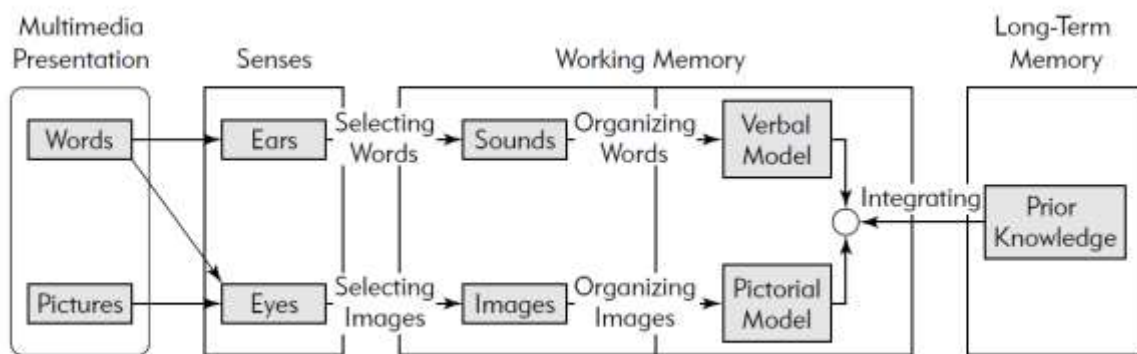 Multimedia
Presentation
Senses
Working Memory
Long-Term
Memory
Words
Ears
Selecting
Words
Sounds
Organizing
Words
Verbal
Model
Integrating
Prior
Knowledge
Pictures
Eyes
Selecting
Images
Images
Organizing
Images
Pictorial
Model